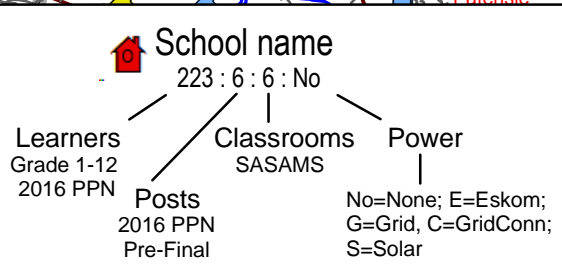 Forensic
O
School name
223 : 6 : 6 : No
Learners
Grade 1-12
2016 PPN
Posts
2016 PPN
Pre-Final
Classrooms
SASAMS
Power
No=None; E=Eskom;
G=Grid, C=GridConn;
S=Solar